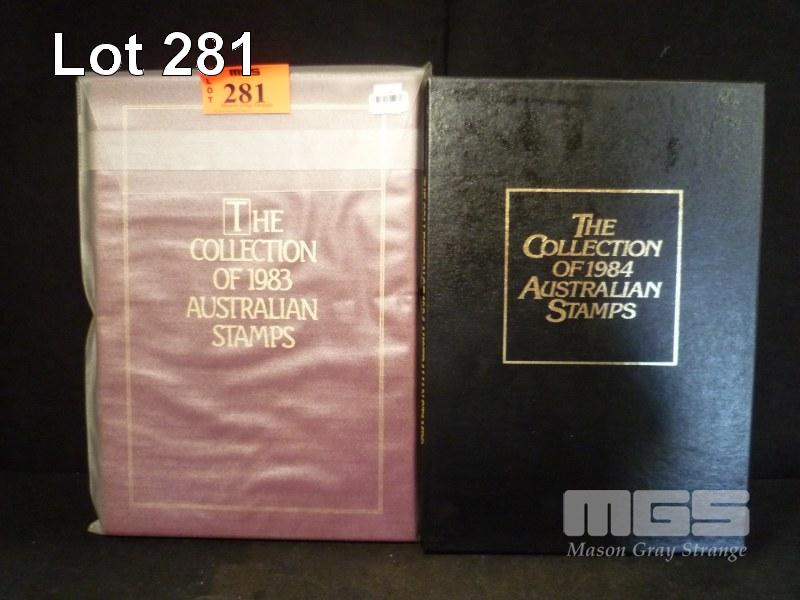 Lot 281
MGS
LOT
281
THE
COLLECTION
OF 1983
AUSTRALIAN
STAMPS
THE
COLLECTION
OF 1984
AUSTRALIAN
STAMPS
MGS
Mason Gray Strange